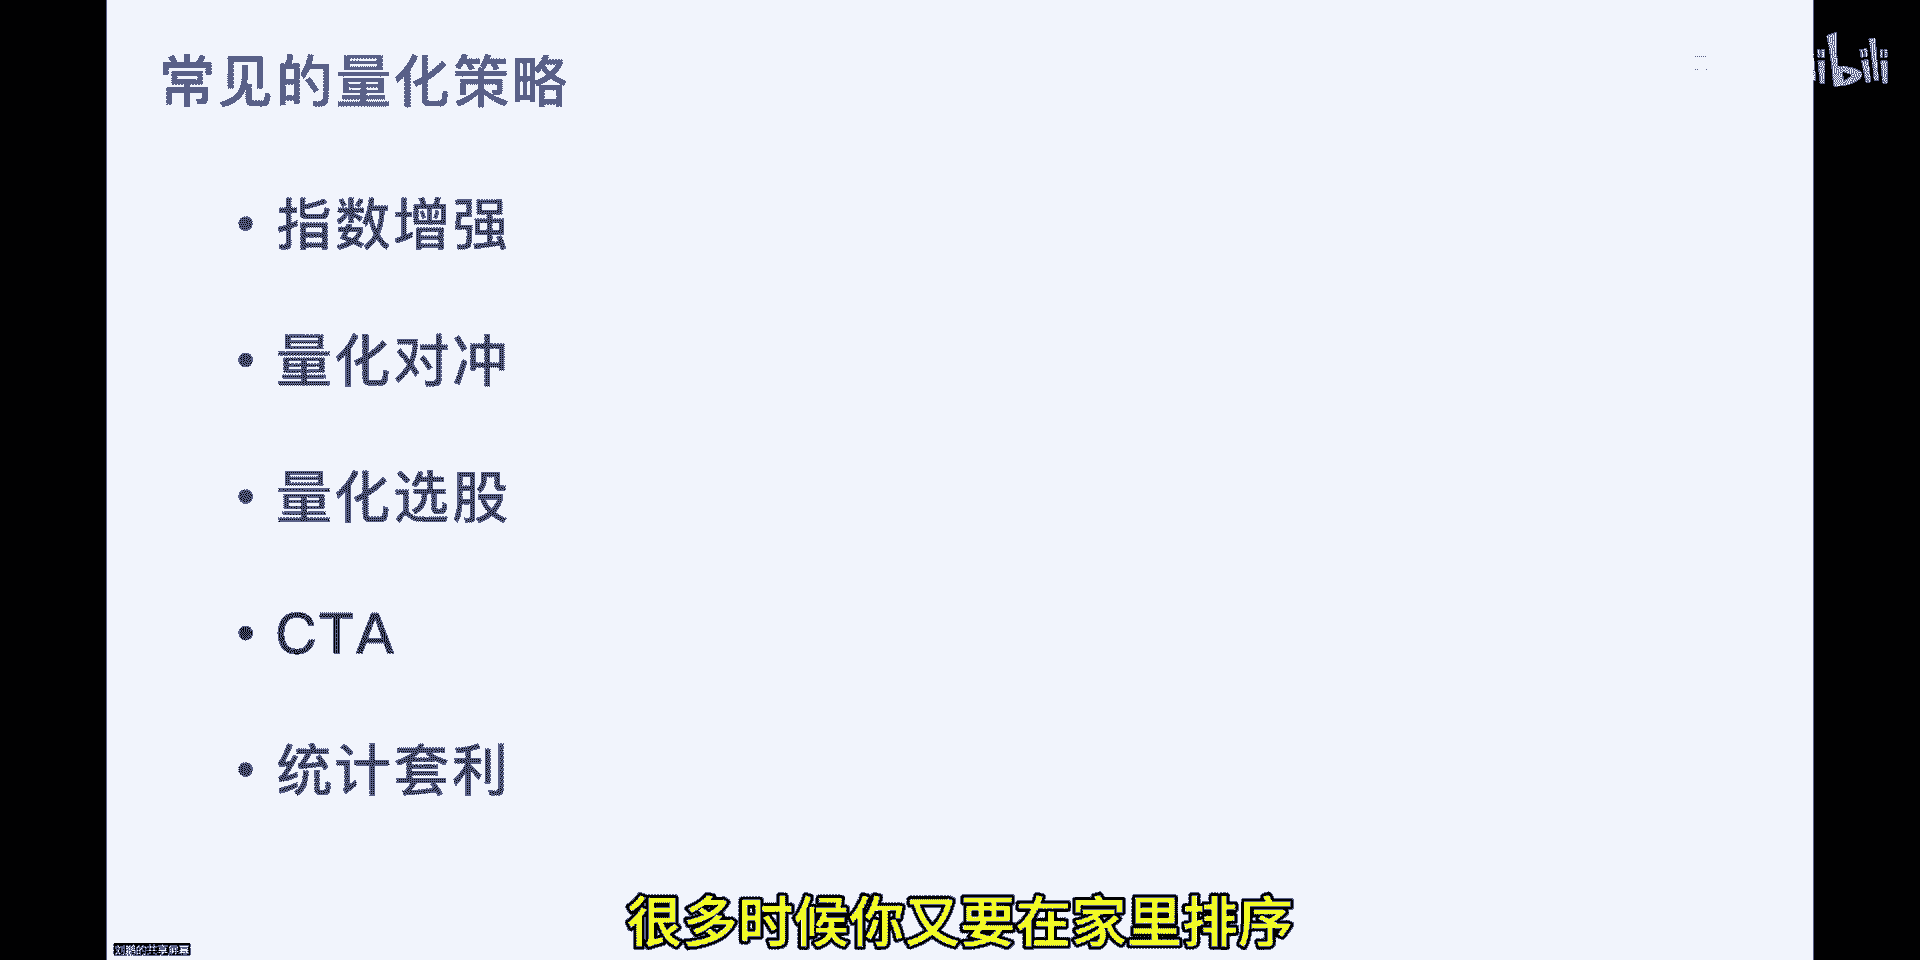 常见的量化策略
ibili
• 指数增强
• 量化对冲
• 量化选股
• CTA
• 统计套利
很多时候你又要在家里排序
刘鹏的共享屏幕